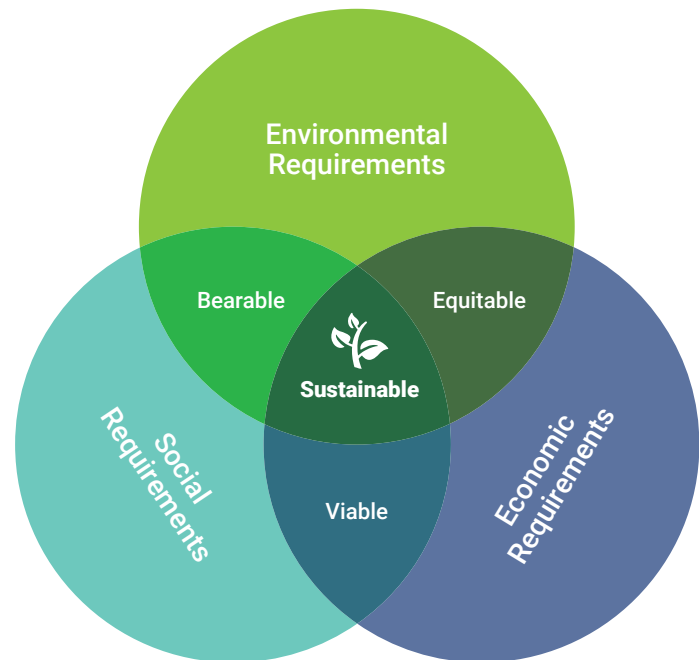 Environmental
Requirements
Bearable
Equitable
Sustainable
Social
Requirements
Economic
Requirements
Viable